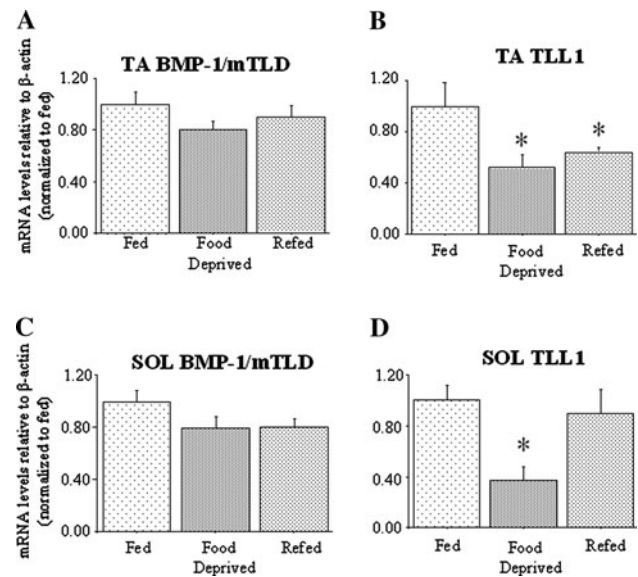 A
TA BMP-1/mTLD
mRNA levels relative to β-actin
(normalized to fed)
1.20
0.80
0.40
0.00
Fed
Food
Deprived
Refed
B
TA TLL1
1.20
0.80
0.40
0.00
*
*
Fed
Food
Deprived
Refed
C
SOL BMP-1/mTLD
mRNA levels relative to β-actin
(normalized to fed)
1.20
0.80
0.40
0.00
Fed
Food
Deprived
Refed
D
SOL TLL1
1.20
0.80
0.40
0.00
*
Fed
Food
Deprived
Refed